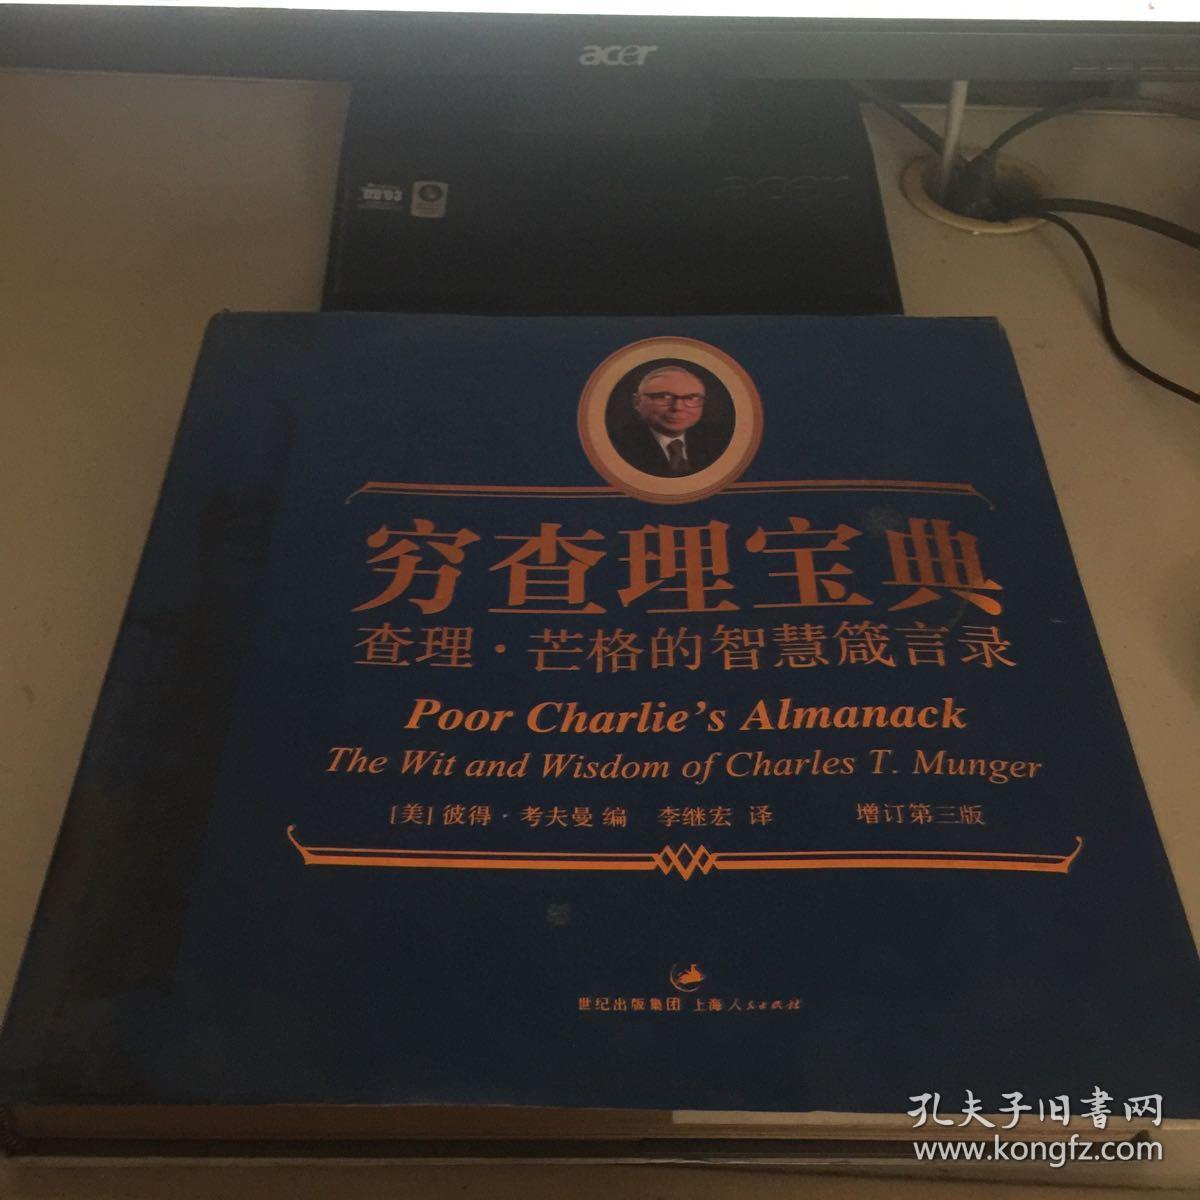 acer
acer
穷查理宝典
查理·芒格的智慧箴言录
Poor Charlie's Almanack
The Wit and Wisdom of Charles T. Munger
[美] 彼得·考夫曼 编 李继宏 译 增订第三版
世纪出版集团 上海人民出版社
孔夫子旧書网
www.kongfz.com